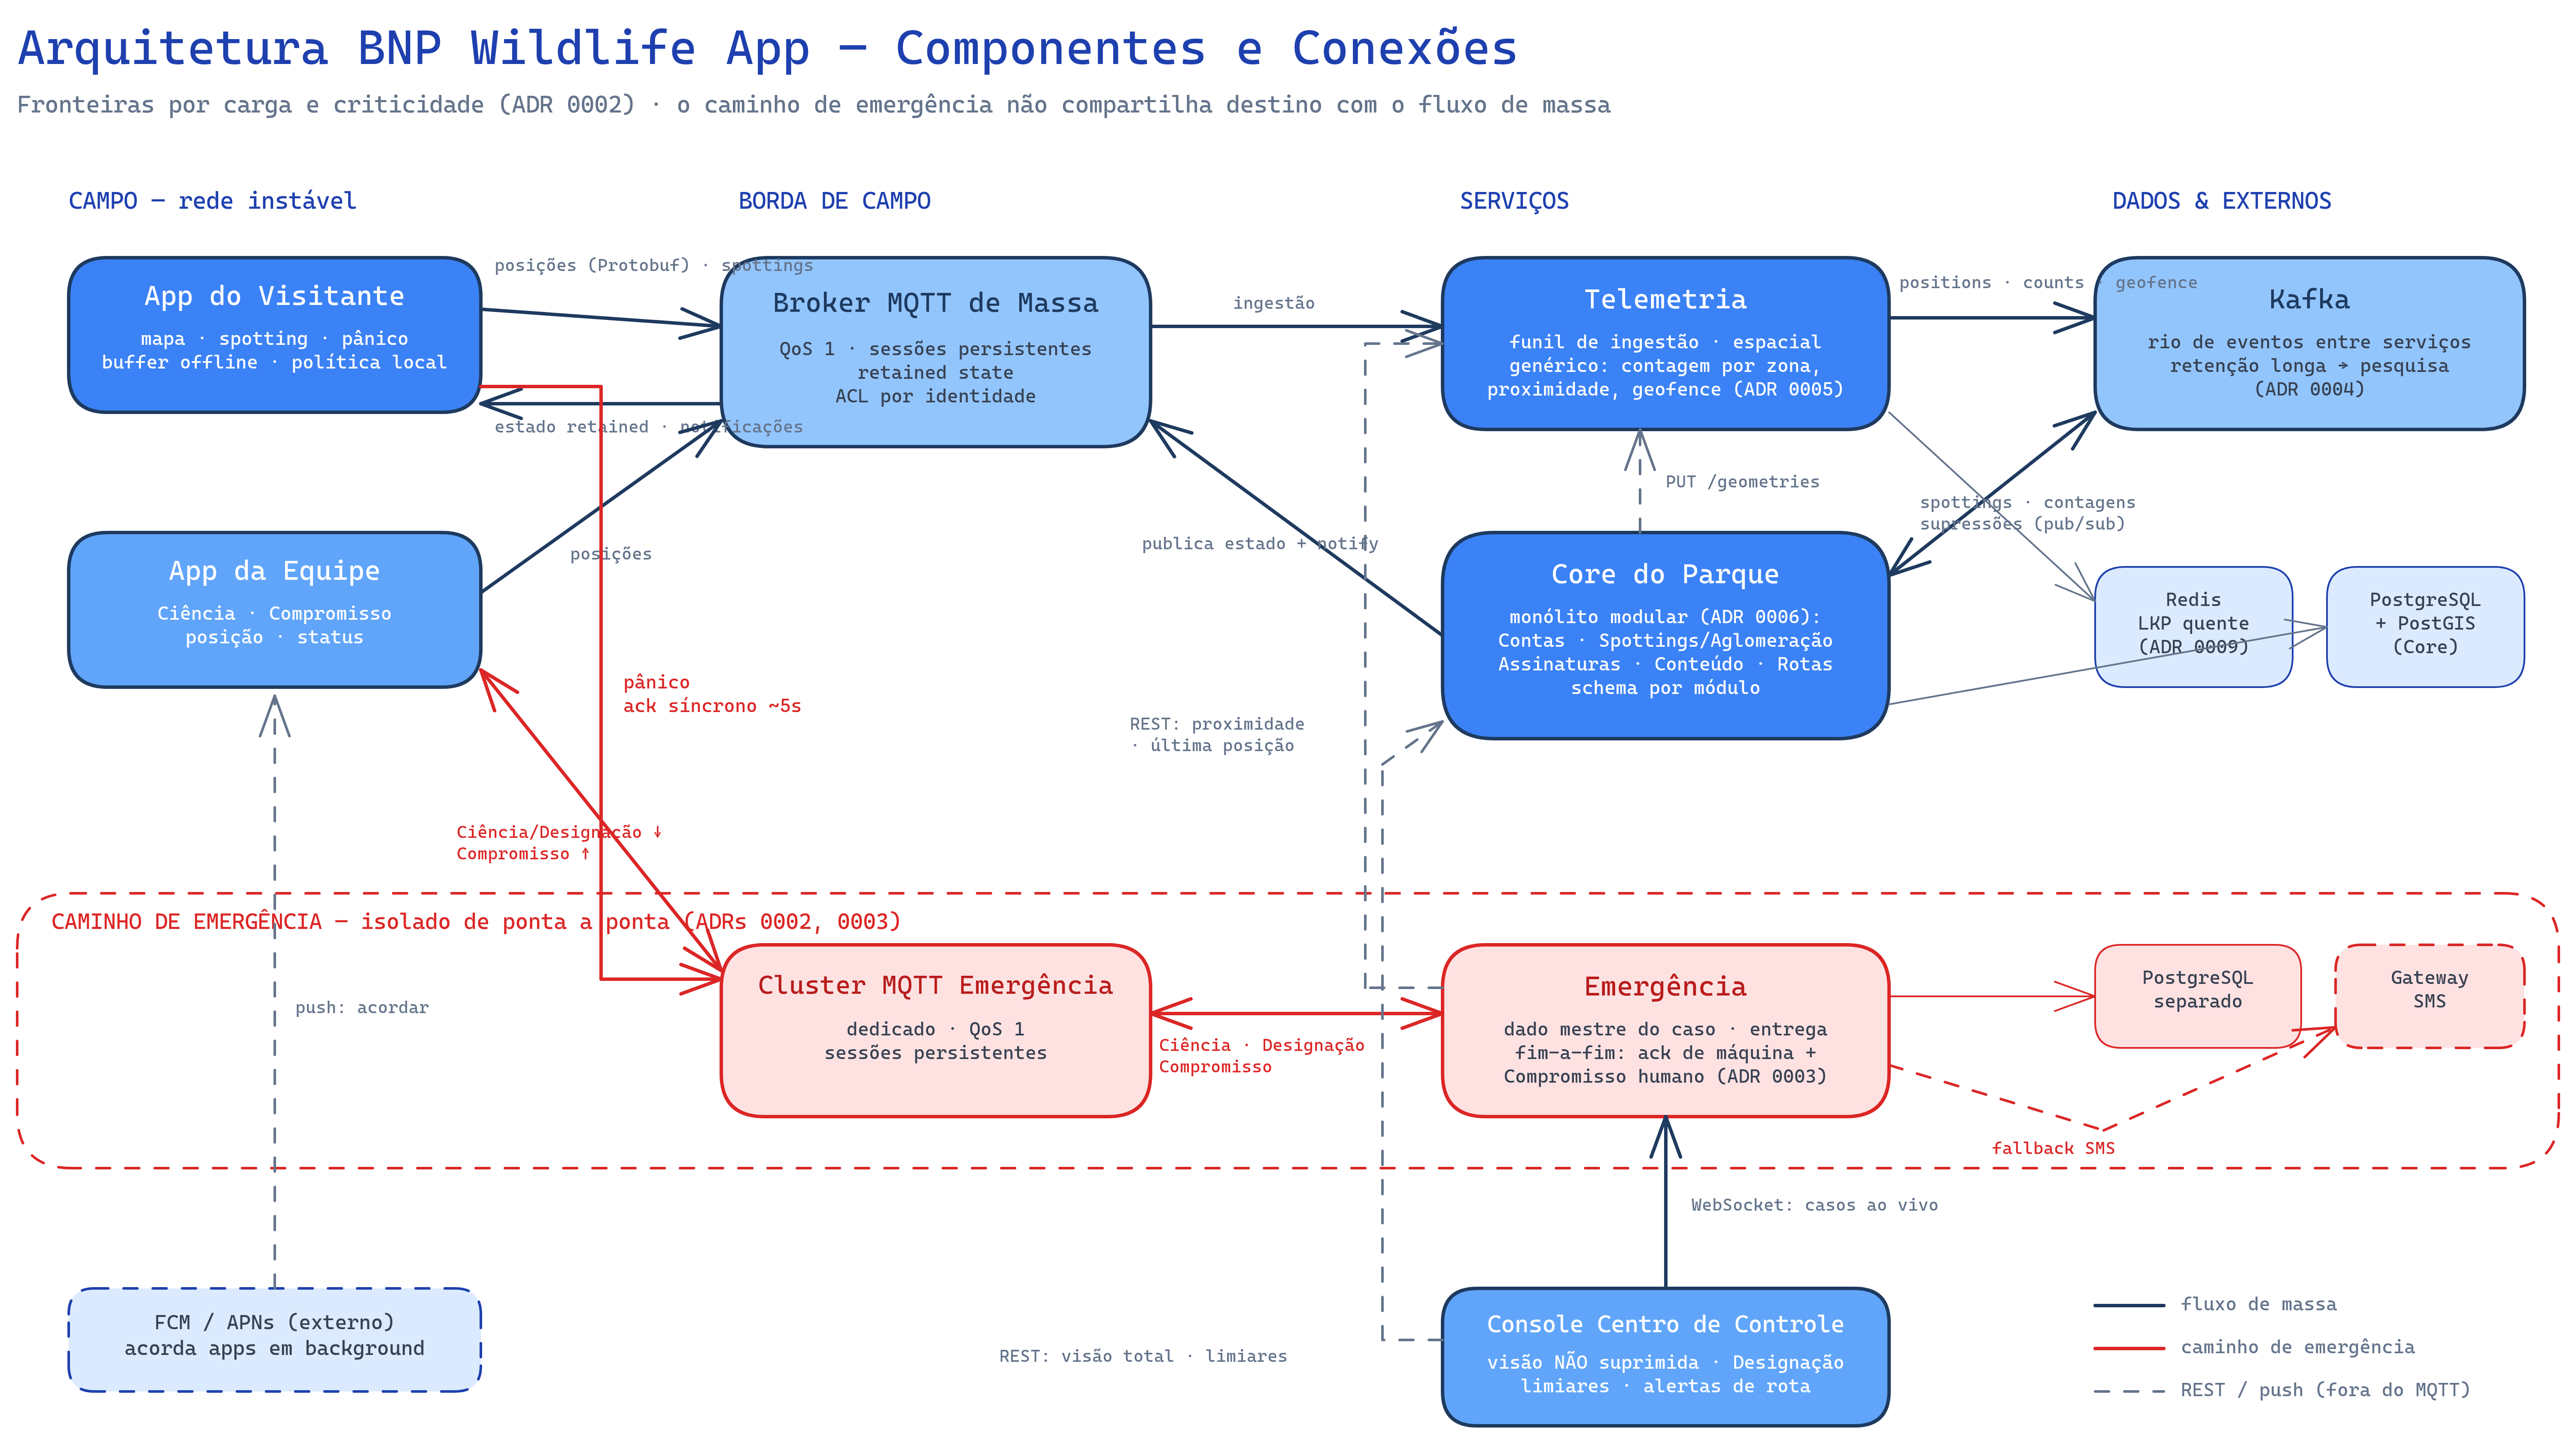 Arquitetura BNP Wildlife App — Componentes e Conexões
Fronteiras por carga e criticidade (ADR 0002) · o caminho de emergência não compartilha destino com o fluxo de massa
CAMPO — rede instável
BORDA DE CAMPO
SERVIÇOS
DADOS & EXTERNOS
App do Visitante
mapa · spotting · pânico
buffer offline · política local
posições (Protobuf) · spottings
estado retained · notificações
Broker MQTT de Massa
QoS 1 · sessões persistentes
retained state
ACL por identidade
ingestão
Telemetria
funil de ingestão · espacial
genérico: contagem por zona,
proximidade, geofence (ADR 0005)
positions · counts · geofence
Kafka
rio de eventos entre serviços
retenção longa → pesquisa
(ADR 0004)
App da Equipe
Ciência · Compromisso
posição · status
posições
publica estado + notify
PUT /geometries
Core do Parque
monólito modular (ADR 0006):
Contas · Spottings/Aglomeração
Assinaturas · Conteúdo · Rotas
schema por módulo
spottings · contagens
supressões (pub/sub)
Redis
LKP quente
(ADR 0009)
PostgreSQL
+ PostGIS
(Core)
pânico
ack síncrono ~5s
REST: proximidade
· última posição
Ciência/Designação ↓
Compromisso ↑
CAMINHO DE EMERGÊNCIA — isolado de ponta a ponta (ADRs 0002, 0003)
Cluster MQTT Emergência
dedicado · QoS 1
sessões persistentes
Ciência · Designação
Compromisso
Emergência
dado mestre do caso · entrega
fim-a-fim: ack de máquina +
Compromisso humano (ADR 0003)
PostgreSQL
separado
Gateway
SMS
fallback SMS
push: acordar
WebSocket: casos ao vivo
FCM / APNs (externo)
acorda apps em background
REST: visão total · limiares
Console Centro de Controle
visão NÃO suprimida · Designação
limiares · alertas de rota
fluxo de massa
caminho de emergência
REST / push (fora do MQTT)